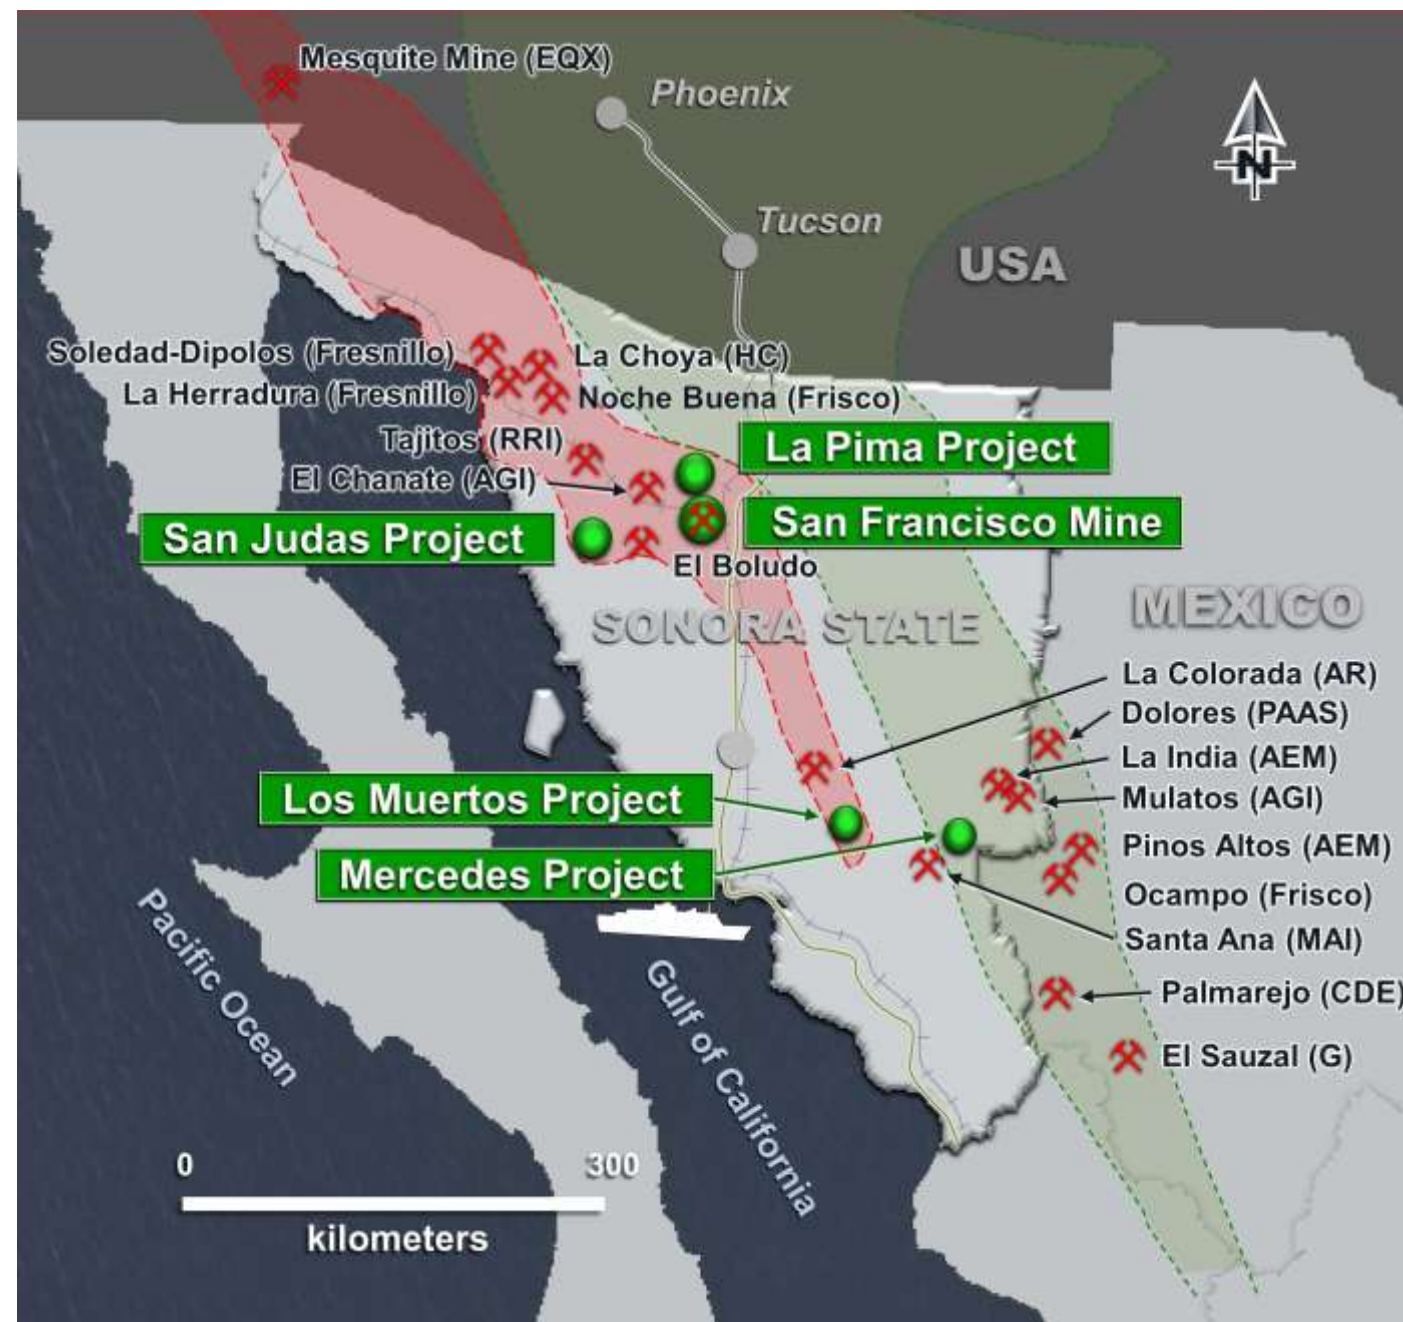 Mesquite Mine (EQX)
Phoenix
N
Tucson
USA
Soledad-Dipolos (Fresnillo)
La Choya (HC)
La Herradura (Fresnillo)
Noche Buena (Frisco)
Tajitos (RRI)
La Pima Project
El Chanate (AGI)
San Francisco Mine
San Judas Project
El Boludo
MEXICO
SONORA STATE
La Colorada (AR)
Dolores (PAAS)
La India (AEM)
Los Muertos Project
Mulatos (AGI)
Pinos Altos (AEM)
Mercedes Project
Ocampo (Frisco)
Santa Ana (MAI)
Pacific Ocean
Gulf of California
Palmarejo (CDE)
El Sauzal (G)
0 300
kilometers